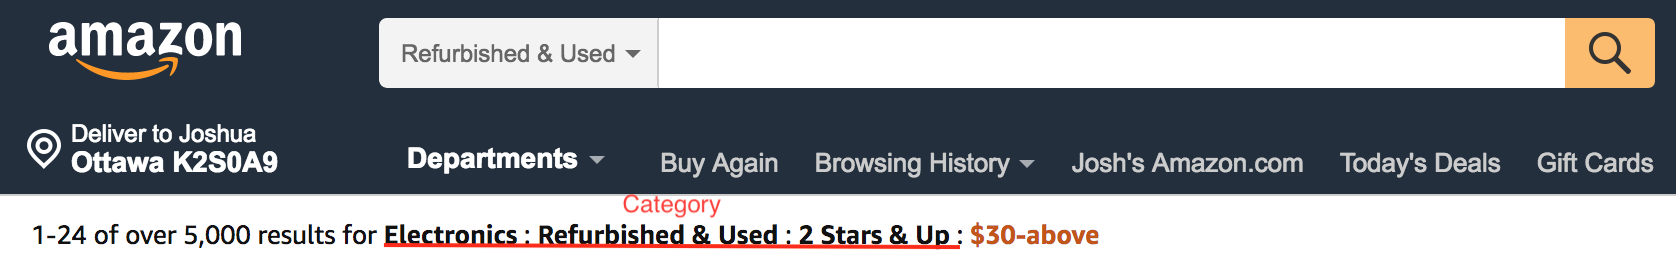 amazon
Refurbished & Used
Deliver to Joshua
Ottawa K2S0A9
Departments
Buy Again
Browsing History
Josh's Amazon.com
Today's Deals
Gift Cards
Category
1-24 of over 5,000 results for Electronics : Refurbished & Used : 2 Stars & Up : $30-above